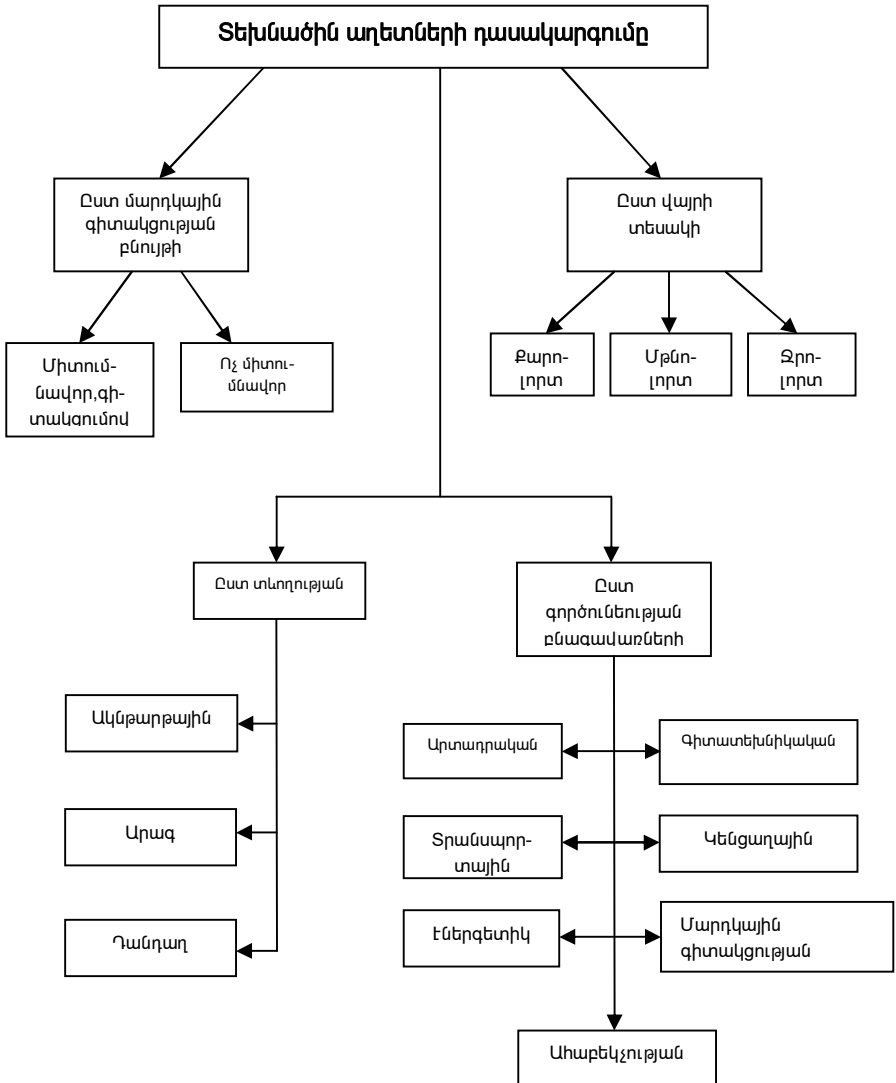 Տեխնածին աղետների դասակարգումը
Ըստ մարդկային
գիտակցության
բնույթի
Ըստ վայրի
տեսակի
Միտում-
նավոր,գի-
տակցումով
Ոչ միտու-
մնավոր
Քարո-
լորտ
Մթնո-
լորտ
Ջրո-
լորտ
Ըստ տևողության
Ըստ
գործունեության
բնագավառների
Ակնթարթային
Արագ
Դանդաղ
Արտադրական
Գիտատեխնիկական
Տրանսպոր-
տային
Կենցաղային
Էներգետիկ
Մարդկային
գիտակցության
Ահաբեկչության